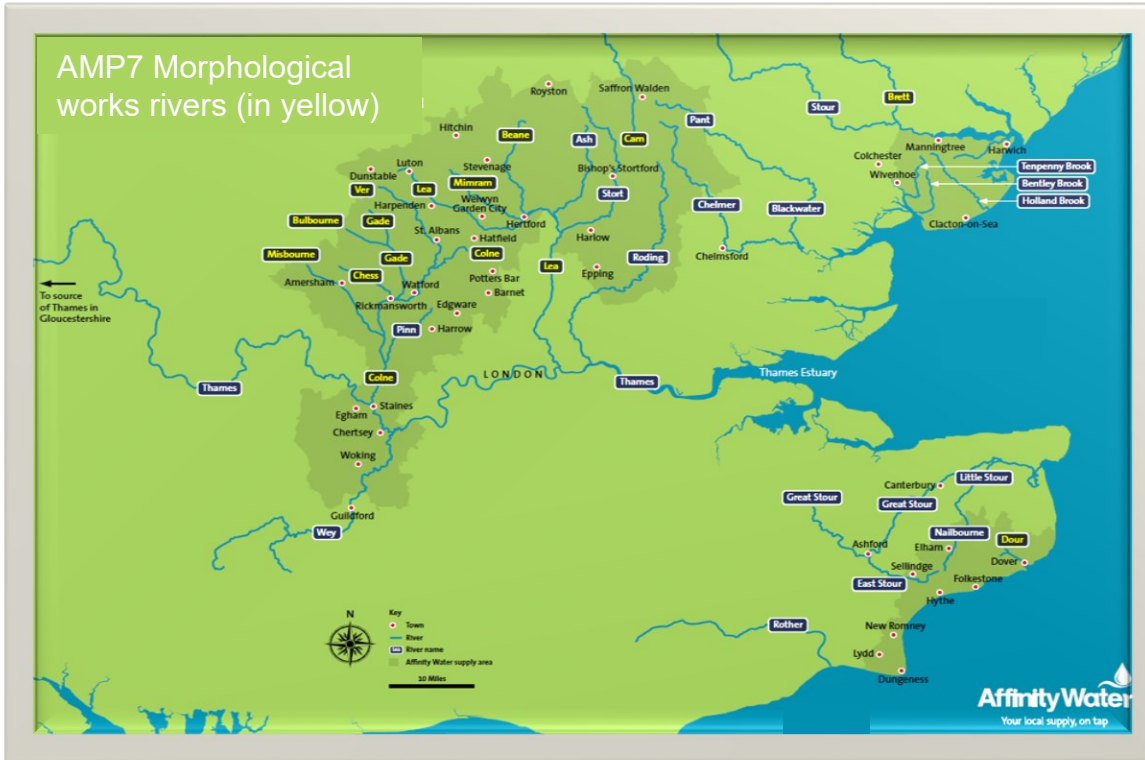 AMP7 Morphological
works rivers (in yellow)
Royston
Saffron Walden
Hitchin
Beane
Ash
Cam
Pant
Stour
Brett
Manningtree
Harwich
Colchester
Wivenhoe
Tenpenny Brook
Bentley Brook
Holland Brook
Clacton-on-Sea
Luton
Dunstable
Stevenage
Bishop's Stortford
Ver
Lea
Mimram
Welwyn
Garden City
Stort
Harpenden
Chelmer
Blackwater
Bulbourne
Gade
Hertford
St. Albans
Hatfield
Harlow
Misbourne
Gade
Colne
Lea
Roding
Chelmsford
Chess
Potters Bar
Epping
Amersham
Watford
Barnet
Rickmansworth
Edgware
Pinn
Harrow
To source
of Thames in
Gloucestershire
Thames
Colne
LONDON
Thames
Thames Estuary
Staines
Egham
Chertsey
Woking
Guildford
Wey
Canterbury
Little Stour
Great Stour
Great Stour
Nailbourne
Dour
Ashford
Elham
Dover
Sellindge
Folkestone
East Stour
Hythe
Rother
New Romney
Lydd
Dungeness
N
Key
Town
River
River name
Affinity Water supply area
10 Miles
Affinity Water
Your local supply, on tap